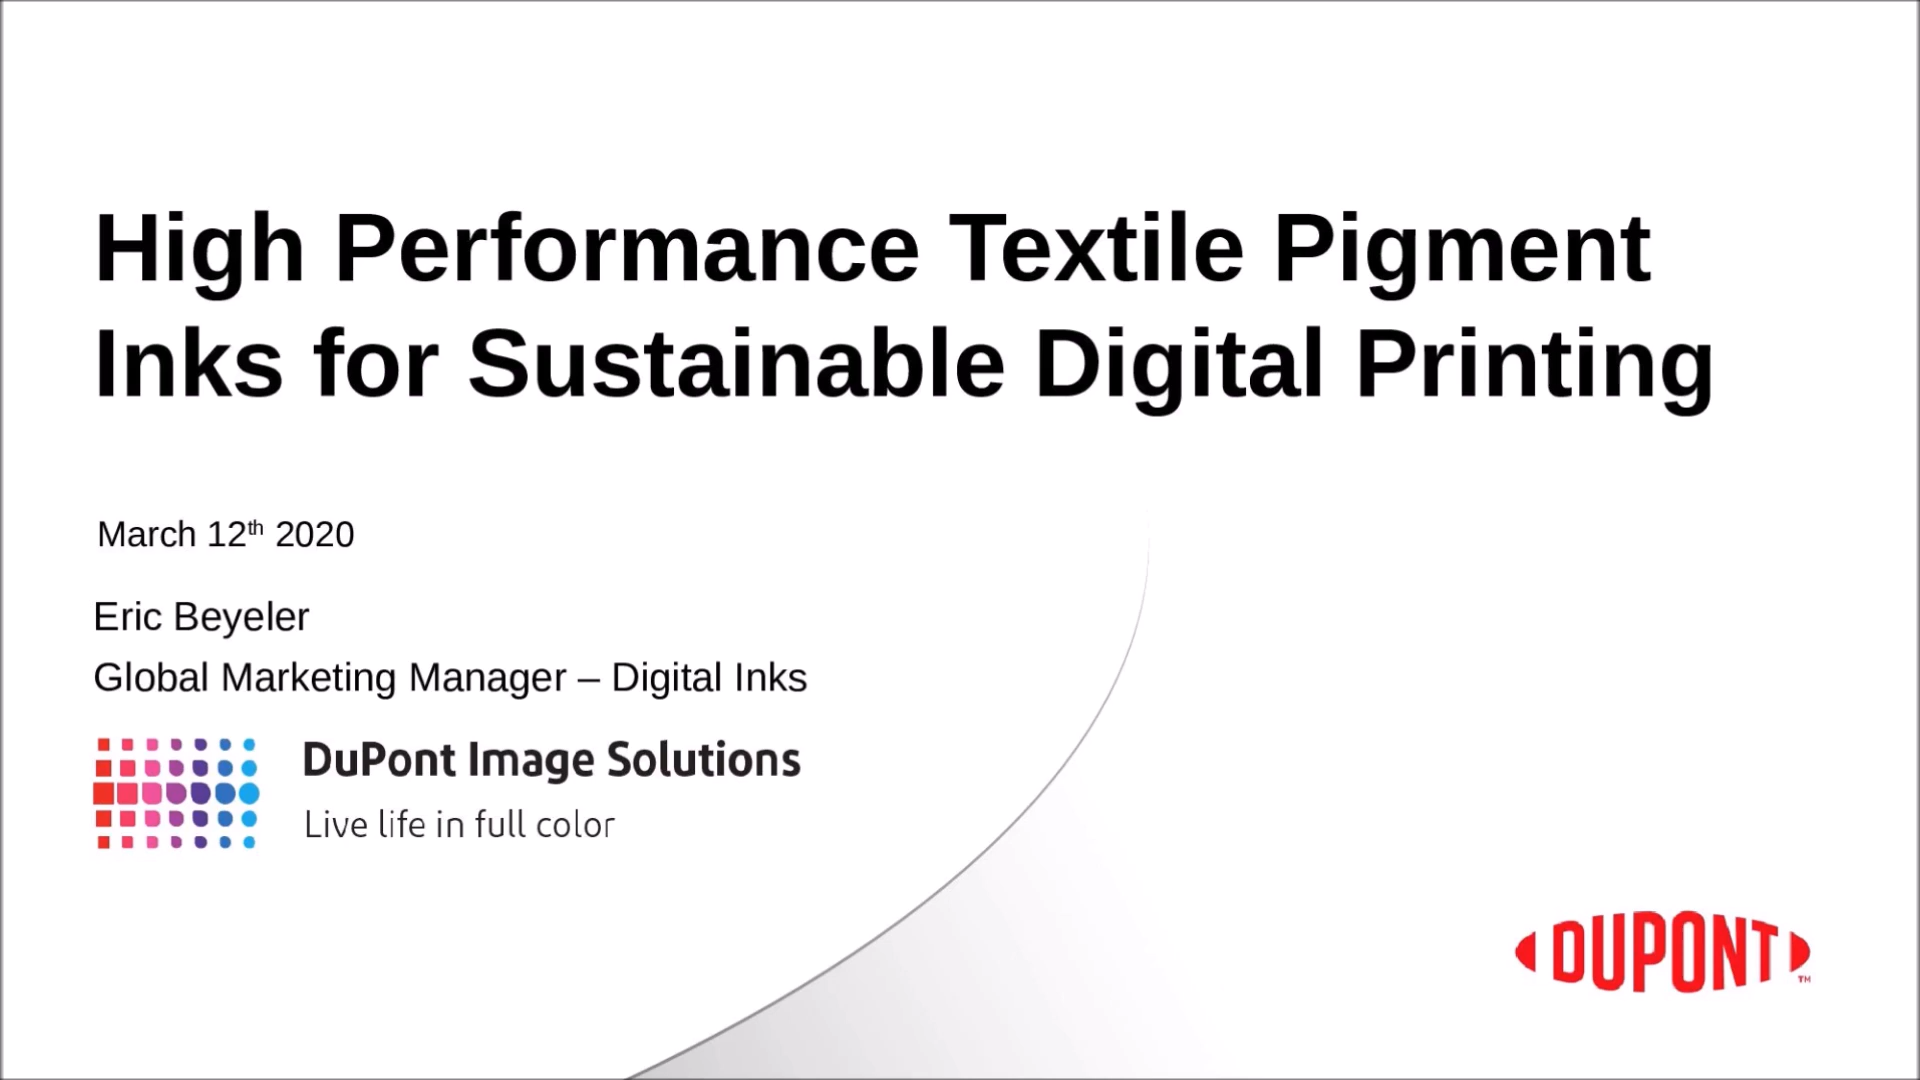 High Performance Textile Pigment
Inks for Sustainable Digital Printing
March 12th 2020
Eric Beyeler
Global Marketing Manager – Digital Inks
DuPont Image Solutions
Live life in full color
DUPONT™